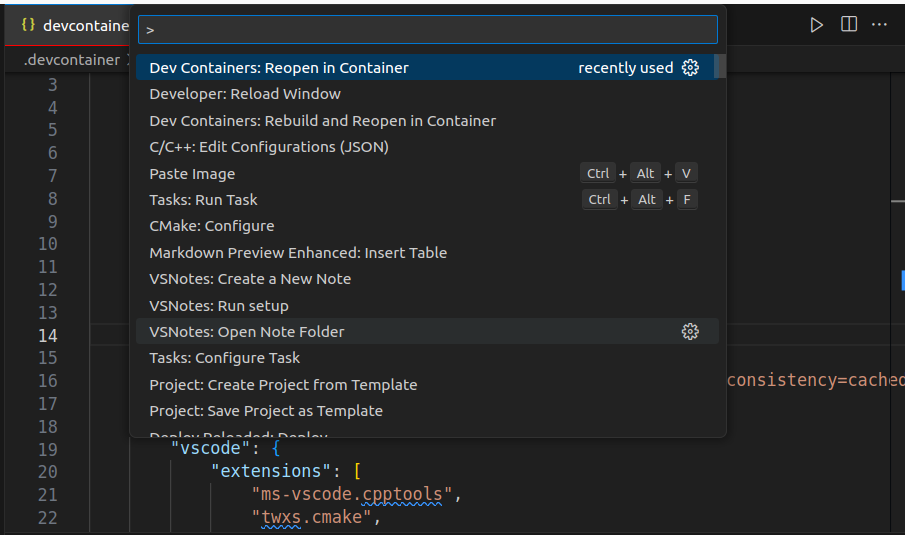 {} devcontaine
>
.devcontainer
Dev Containers: Reopen in Container recently used
Developer: Reload Window
Dev Containers: Rebuild and Reopen in Container
C/C++: Edit Configurations (JSON)
Paste Image Ctrl + Alt + V
Tasks: Run Task Ctrl + Alt + F
CMake: Configure
Markdown Preview Enhanced: Insert Table
VSNotes: Create a New Note
VSNotes: Run setup
VSNotes: Open Note Folder
Tasks: Configure Task
Project: Create Project from Template
Project: Save Project as Template
Deploy Reloaded: Deploy
3
4
5
6
7
8
9
10
11
12
13
14
15
16 consistency=cached
17
18
19 "vscode": {
20 "extensions": [
21 "ms-vscode.cpptools",
22 "twxs.cmake",